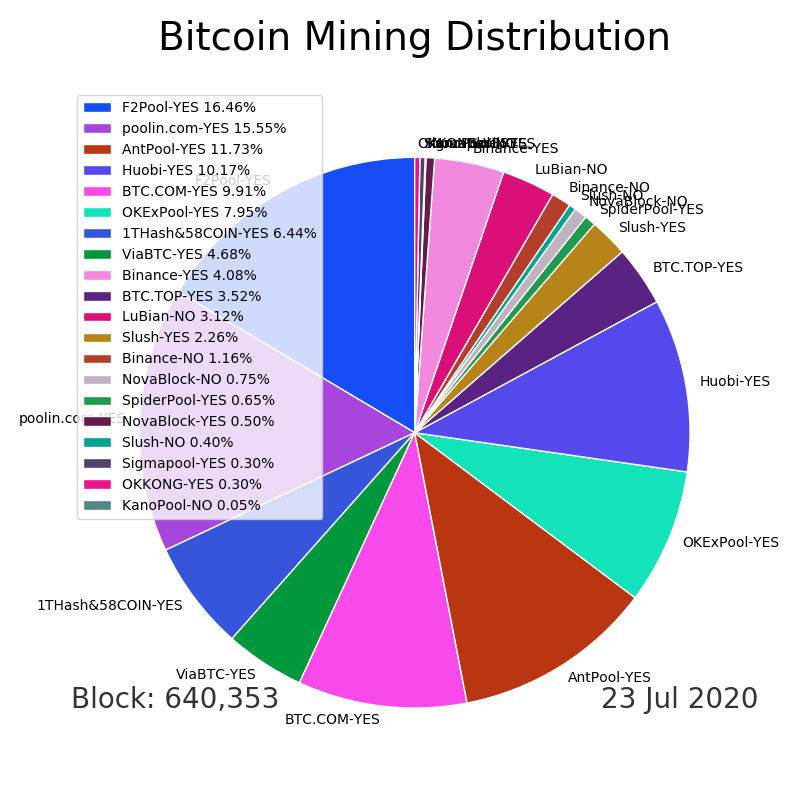 Bitcoin Mining Distribution
F2Pool-YES 16.46%
poolin.com-YES 15.55%
AntPool-YES 11.73%
Huobi-YES 10.17%
BTC.COM-YES 9.91%
OKExPool-YES 7.95%
1THash&58COIN-YES 6.44%
ViaBTC-YES 4.68%
Binance-YES 4.08%
BTC.TOP-YES 3.52%
LuBian-NO 3.12%
Slush-YES 2.26%
Binance-NO 1.16%
NovaBlock-NO 0.75%
SpiderPool-YES 0.65%
NovaBlock-YES 0.50%
Slush-NO 0.40%
Sigmapool-YES 0.30%
OKKONG-YES 0.30%
KanoPool-NO 0.05%
Binance-YES
LuBian-NO
Binance-NO
Slush-NO
NovaBlock-NO
SpiderPool-YES
Slush-YES
BTC.TOP-YES
Huobi-YES
OKExPool-YES
AntPool-YES
BTC.COM-YES
ViaBTC-YES
1THash&58COIN-YES
poolin.com-YES
F2Pool-YES
Block: 640,353
23 Jul 2020